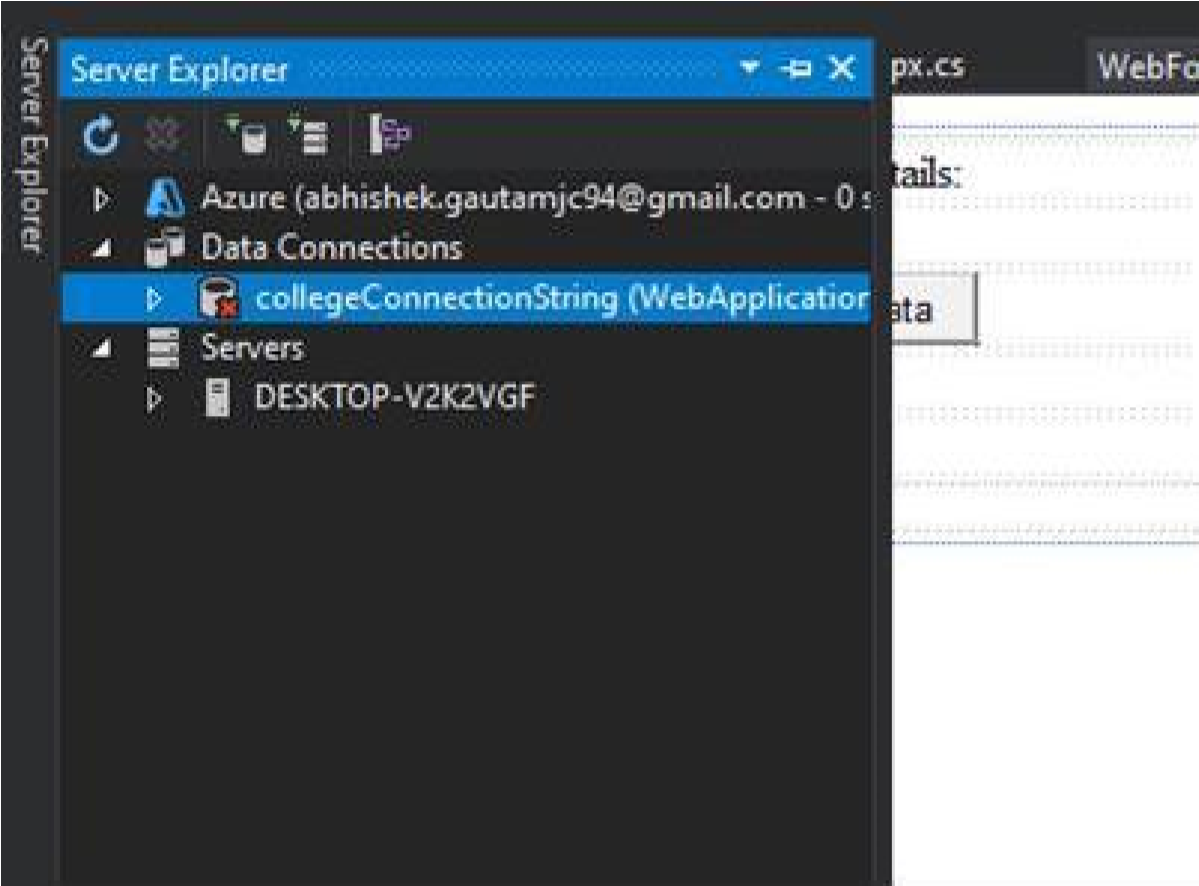 Server Explorer
Server Explorer
px.cs
WebFo
Azure (abhishek.gautamjc94@gmail.com - 0 s
Data Connections
collegeConnectionString (WebApplication
Servers
DESKTOP-V2K2VGF
tails:
ata